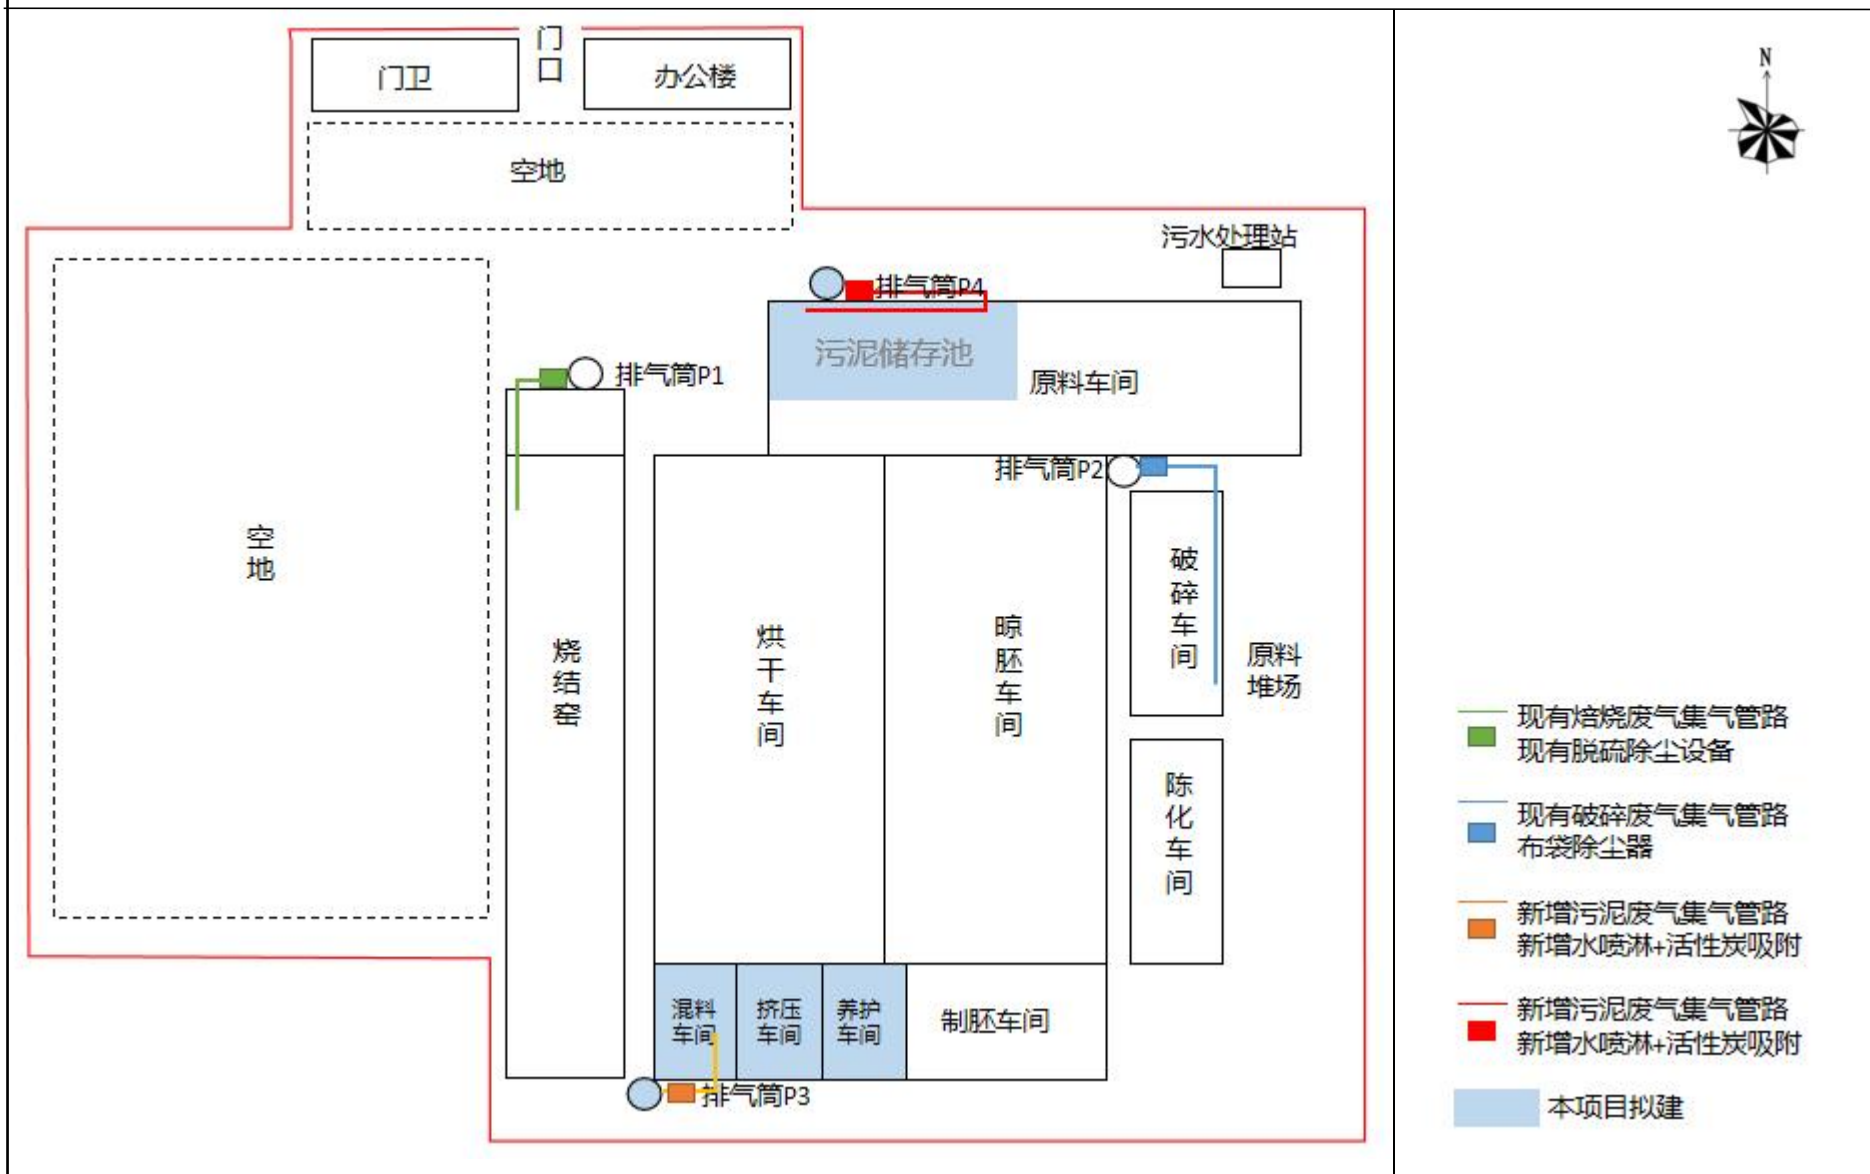 门
口
门卫
办公楼
N
空地
污水处理站
排气筒P4
污泥储存池
原料车间
排气筒P1
排气筒P2
空
地
烧
结
窑
烘
干
车
间
晾
胚
车
间
破
碎
车
间
原料
堆场
陈
化
车
间
混料
车间
挤压
车间
养护
车间
制胚车间
排气筒P3
现有焙烧废气集气管路
现有脱硫除尘设备
现有破碎废气集气管路
布袋除尘器
新增污泥废气集气管路
新增水喷淋+活性炭吸附
新增污泥废气集气管路
新增水喷淋+活性炭吸附
本项目拟建